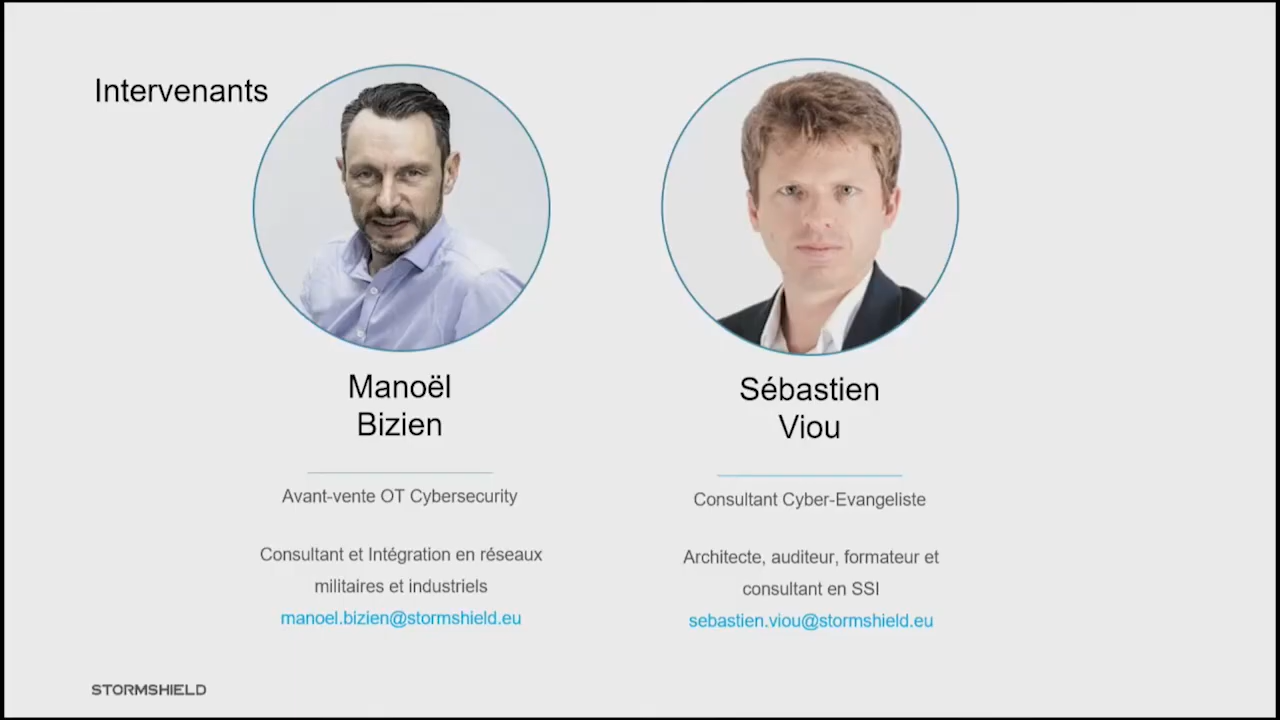 Intervenants
Manoël
Bizien
Avant-vente OT Cybersecurity
Consultant et Intégration en réseaux
militaires et industriels
manoel.bizien@stormshield.eu
Sébastien
Viou
Consultant Cyber-Evangeliste
Architecte, auditeur, formateur et
consultant en SSI
sebastien.viou@stormshield.eu
STORMSHIELD